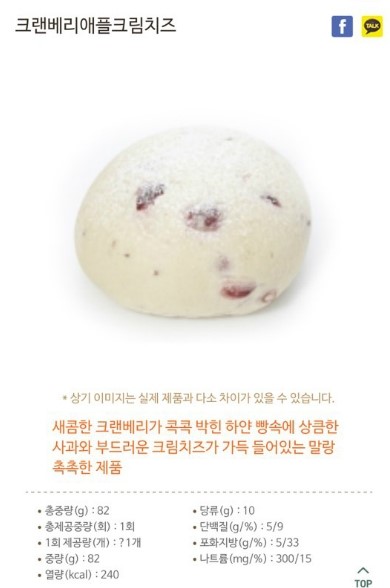 크랜베리애플크림치즈
TALK
* 상기 이미지는 실제 제품과 다소 차이가 있을 수 있습니다.
새콤한 크랜베리가 콕콕 박힌 하얀 빵속에 상큼한
사과와 부드러운 크림치즈가 가득 들어있는 말랑
촉촉한 제품
• 총중량(g) : 82
• 총제공중량(회) : 1회
• 1회 제공량(개) : ?1개
• 중량(g) : 82
• 열량(kcal) : 240
• 당류(g) : 10
• 단백질(g/%) : 5/9
• 포화지방(g/%) : 5/33
• 나트륨(mg/%) : 300/15
TOP